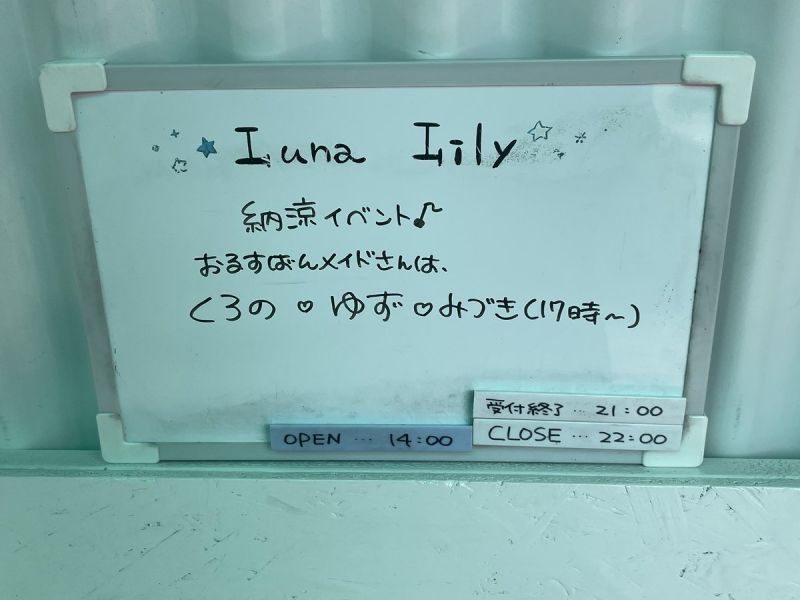 Luna Lily
納涼イベント♪
おるすばんメイドさんは、
くろの♡ゆず♡みづき(17時〜)
受付終了…21:00
OPEN…14:00
CLOSE…22:00